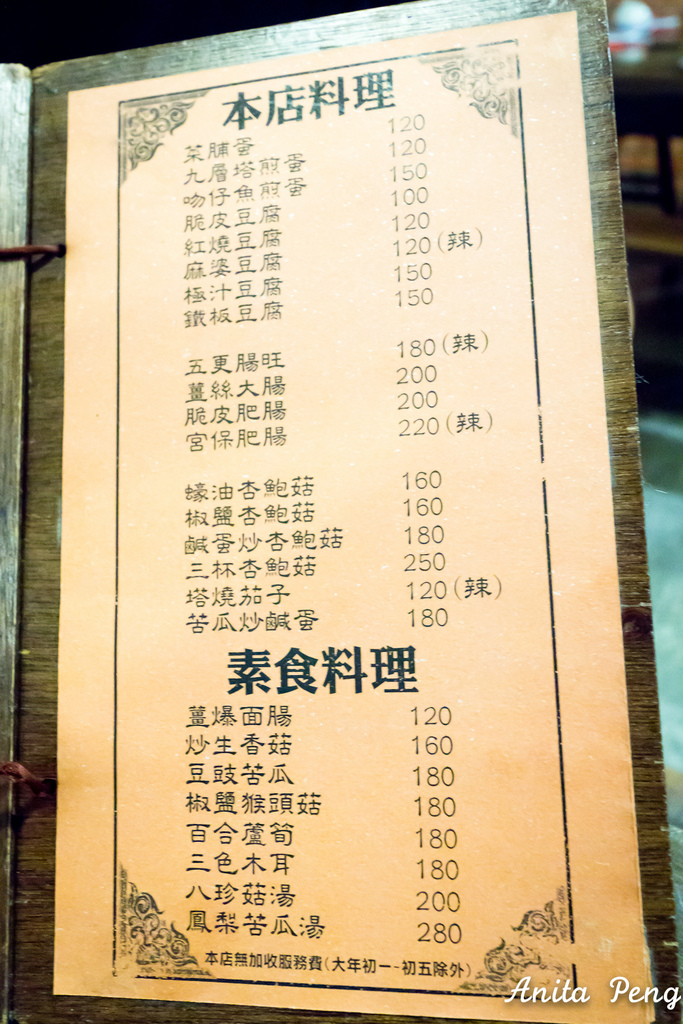 本店料理
菜脯蛋 120
九層塔煎蛋 120
吻仔魚煎蛋 150
脆皮豆腐 100
紅燒豆腐 120
麻婆豆腐 120(辣)
極汁豆腐 150
鐵板豆腐 150
五更腸旺 180(辣)
薑絲大腸 200
脆皮肥腸 200
宮保肥腸 220(辣)
蠔油杏鮑菇 160
椒鹽杏鮑菇 160
鹹蛋炒杏鮑菇 180
三杯杏鮑菇 250
塔燒茄子 120(辣)
苦瓜炒鹹蛋 180
素食料理
薑爆面腸 120
炒生香菇 160
豆豉苦瓜 180
椒鹽猴頭菇 180
百合蘆筍 180
三色木耳 180
八珍菇湯 200
鳳梨苦瓜湯 280
本店無加收服務費(大年初一-初五除外)
Anita Peng